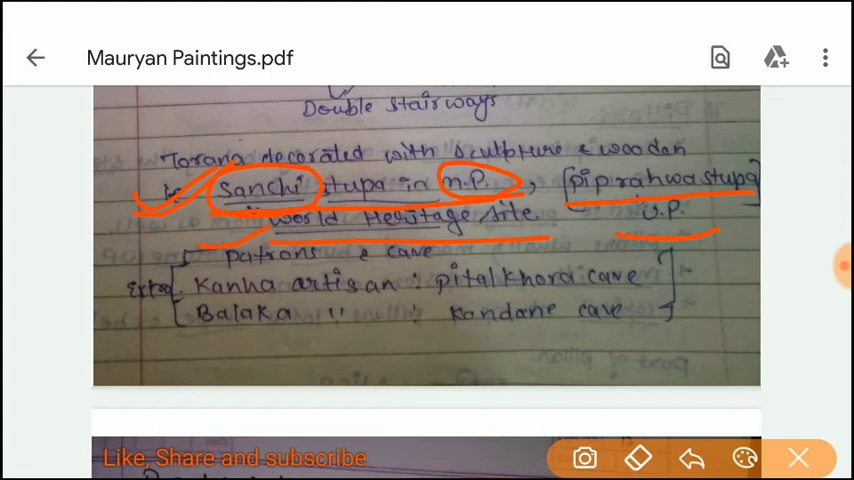 Mauryan Paintings.pdf
Double Stairways
Torana decorated with sculpture & wooden
Sanchi stupa in M.P., [piprahwa stupa]
World Heritage site U.P.
patrons & cave
Extra Kanha artisan : pitalkhora cave
Balaka " : Kondane cave
Like, Share and subscribe